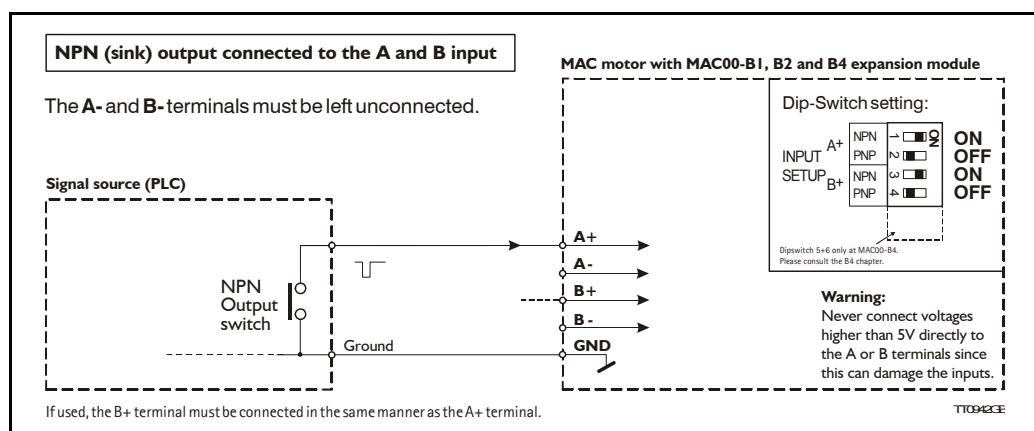 NPN (sink) output connected to the A and B input
The A- and B- terminals must be left unconnected.
MAC motor with MAC00-B1, B2 and B4 expansion module
Dip-Switch setting:
INPUT SETUP
A+
NPN 1 ON
PNP 2 OFF
B+
NPN 3 ON
PNP 4 OFF
ON
Dipswitch 5+6 only at MAC00-B4.
Please consult the B4 chapter.
Signal source (PLC)
NPN
Output
switch
Ground
A+
A-
B+
B -
GND
Warning:
Never connect voltages
higher than 5V directly to
the A or B terminals since
this can damage the inputs.
If used, the B+ terminal must be connected in the same manner as the A+ terminal.
TT0942GE